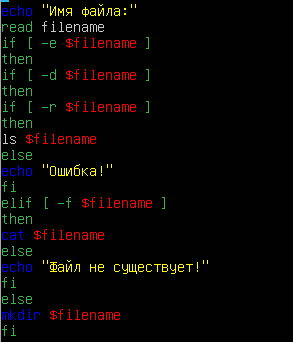 echo "Имя файла:"
read filename
if [ -e $filename ]
then
if [ -d $filename ]
then
if [ -r $filename ]
then
ls $filename
else
echo "Ошибка!"
fi
elif [ -f $filename ]
then
cat $filename
else
echo "Файл не существует!"
fi
else
mkdir $filename
fi